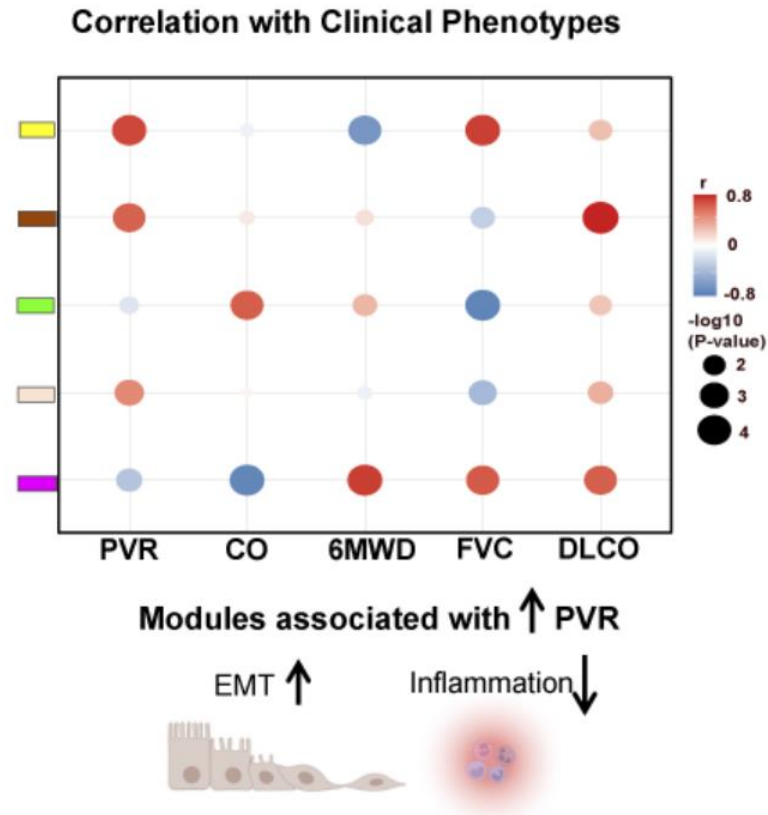 Correlation with Clinical Phenotypes
r
0.8
0
-0.8
-log10
(P-value)
2
3
4
PVR CO 6MWD FVC DLCO
Modules associated with ↑ PVR
EMT ↑ Inflammation ↓